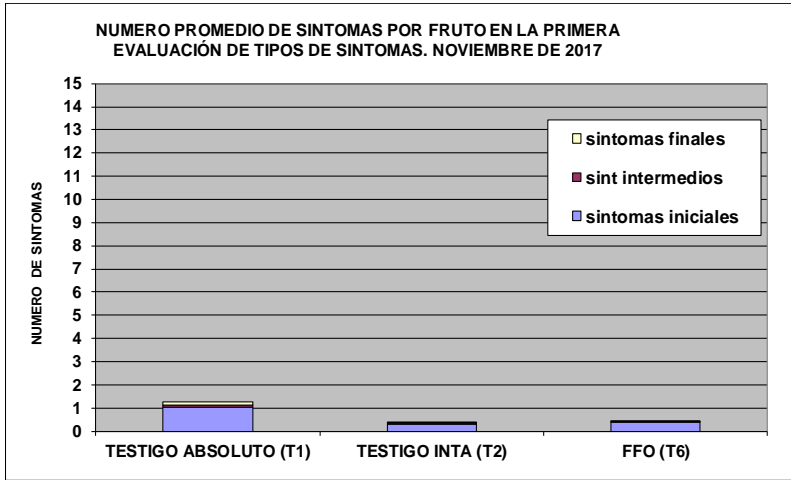 NUMERO PROMEDIO DE SINTOMAS POR FRUTO EN LA PRIMERA
EVALUACIÓN DE TIPOS DE SINTOMAS. NOVIEMBRE DE 2017
NUMERO DE SINTOMAS
15
14
13
12
11
10
9
8
7
6
5
4
3
2
1
0
sintomas finales
sint intermedios
sintomas iniciales
TESTIGO ABSOLUTO (T1) TESTIGO INTA (T2) FFO (T6)